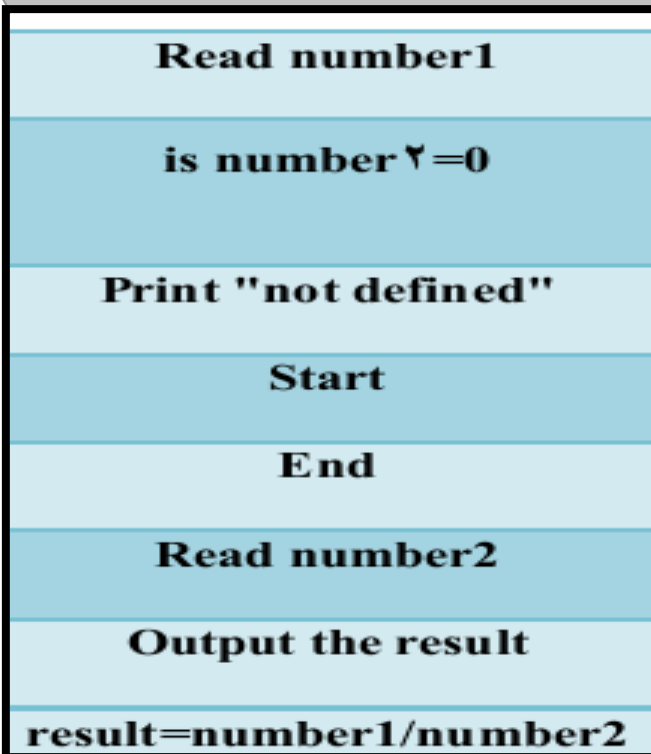 Read number1
is number٢=0
Print "not defined"
Start
End
Read number2
Output the result
result=number1/number2